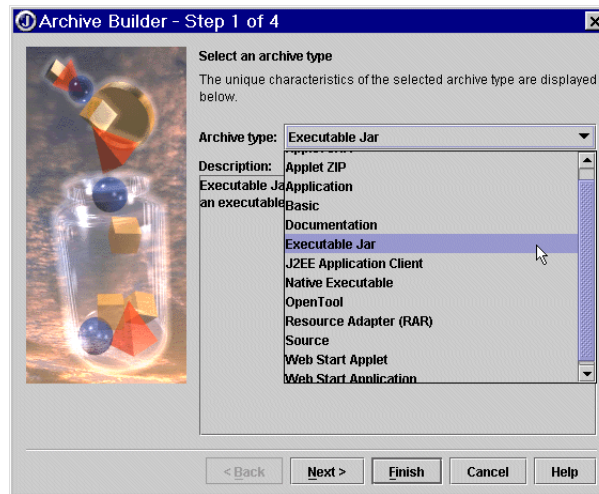 Archive Builder - Step 1 of 4
Select an archive type
The unique characteristics of the selected archive type are displayed
below.
Archive type: Executable Jar
Description:
Executable Ja
an executable
Applet ZIP
Application
Basic
Documentation
Executable Jar
J2EE Application Client
Native Executable
OpenTool
Resource Adapter (RAR)
Source
Web Start Applet
Web Start Application
< Back Next > Finish Cancel Help